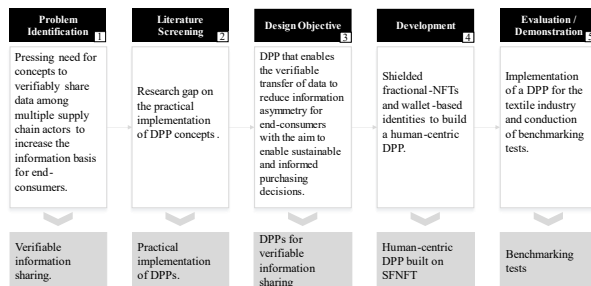 Problem
Identification
1
Pressing need for
concepts to
verifiably share
data among
multiple supply
chain actors to
increase the
information basis
for end-
consumers.
Verifiable
information
sharing.
Literature
Screening
2
Research gap on
the practical
implementation
of DPP concepts.
Practical
implementation
of DPPs.
Design Objective
3
DPP that enables
the verifiable
transfer of data to
reduce information
asymmetry for
end-consumers
with the aim to
enable sustainable
and informed
purchasing
decisions.
DPPs for
verifiable
information
sharing
Development
4
Shielded
fractional-NFTs
and wallet-based
identities to build
a human-centric
DPP.
Human-centric
DPP built on
SFNFT
Evaluation /
Demonstration
5
Implementation
of a DPP for the
textile industry
and conduction
of benchmarking
tests.
Benchmarking
tests